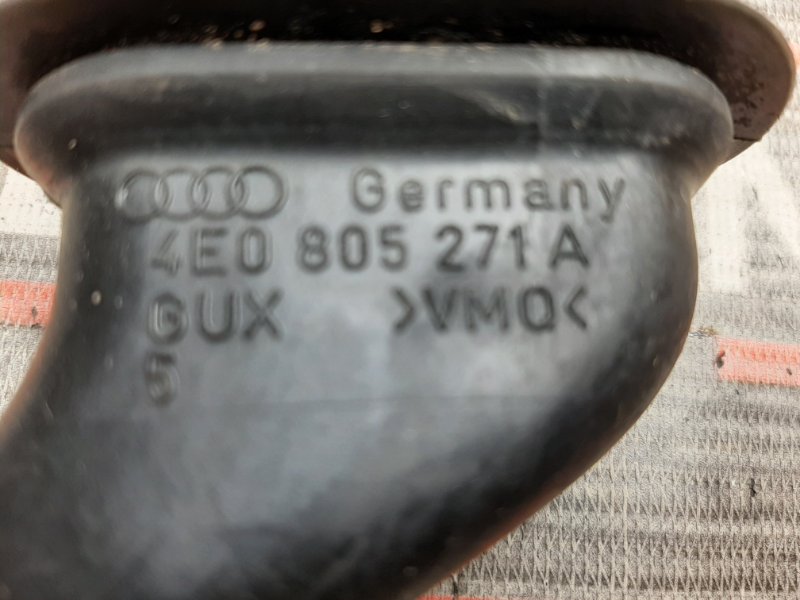 Germany
4E0 805 271 A
GUX >VMQ<
5